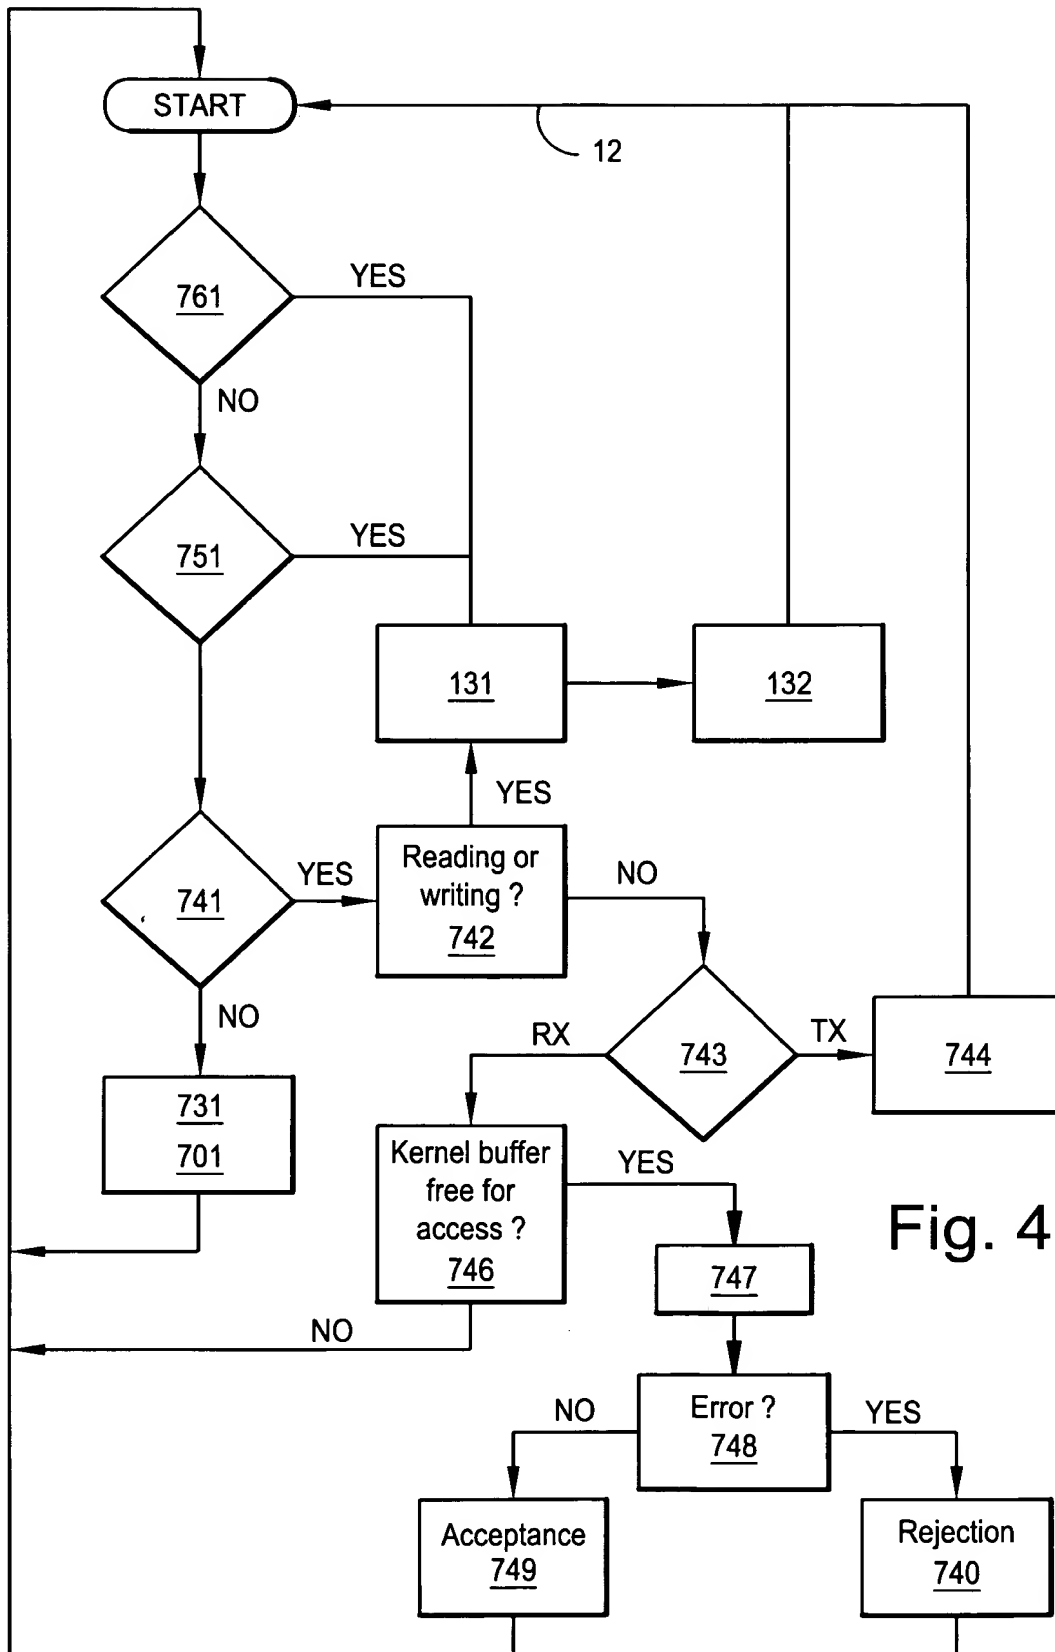 START
12
761
YES
NO
751
YES
131
132
YES
741
YES
Reading or
writing ?
742
NO
NO
731
701
RX
743
TX
744
Kernel buffer
free for
access ?
746
YES
Fig. 4
747
NO
Error ?
748
NO
YES
Acceptance
749
Rejection
740